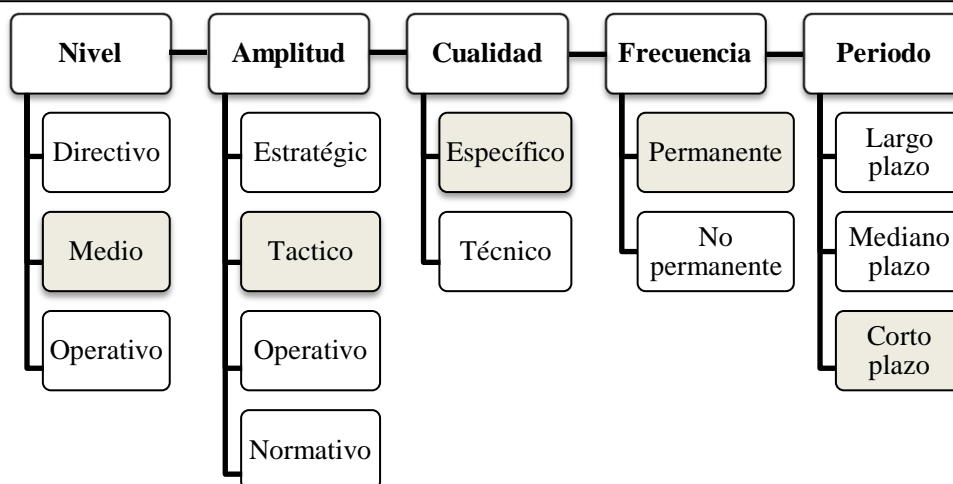 Nivel
Amplitud
Cualidad
Frecuencia
Periodo
Directivo
Medio
Operativo
Estratégic
Tactico
Operativo
Normativo
Específico
Técnico
Permanente
No
permanente
Largo
plazo
Mediano
plazo
Corto
plazo